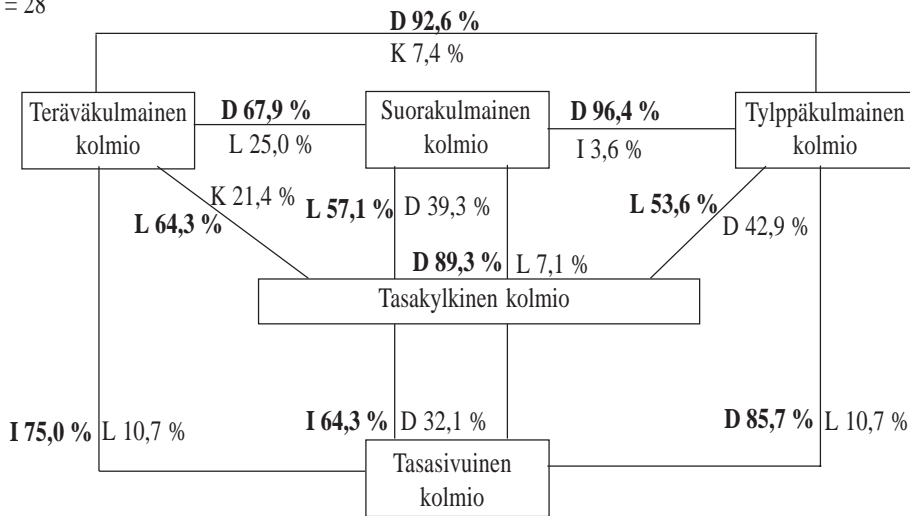 = 28
D 92,6 %
K 7,4 %
Teräväkulmainen
kolmio
D 67,9 %
L 25,0 %
Suorakulmainen
kolmio
D 96,4 %
I 3,6 %
Tylppäkulmainen
kolmio
K 21,4 %
L 64,3 %
L 57,1 % D 39,3 %
L 53,6 %
D 42,9 %
D 89,3 % L 7,1 %
Tasakylkinen kolmio
I 75,0 % L 10,7 %
I 64,3 % D 32,1 %
D 85,7 % L 10,7 %
Tasasivuinen
kolmio